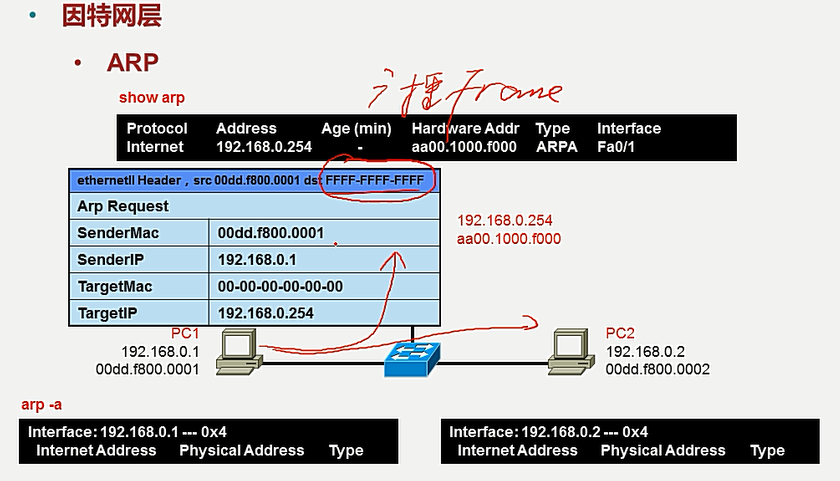 • 因特网层
• ARP
广播Frame
show arp
Protocol Address Age (min) Hardware Addr Type Interface
Internet 192.168.0.254 - aa00.1000.f000 ARPA Fa0/1
ethernetII Header , src 00dd.f800.0001 dst FFFF-FFFF-FFFF
Arp Request
SenderMac 00dd.f800.0001
SenderIP 192.168.0.1
TargetMac 00-00-00-00-00-00
TargetIP 192.168.0.254
192.168.0.254
aa00.1000.f000
PC1
192.168.0.1
00dd.f800.0001
PC2
192.168.0.2
00dd.f800.0002
arp -a
Interface: 192.168.0.1 --- 0x4
Internet Address Physical Address Type
Interface: 192.168.0.2 --- 0x4
Internet Address Physical Address Type